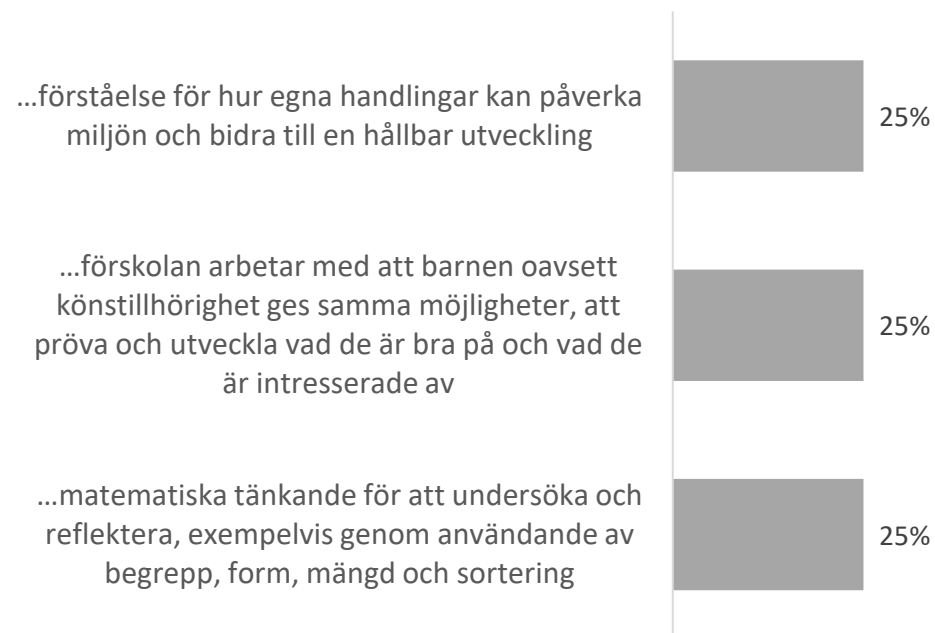 ...förståelse för hur egna handlingar kan påverka
miljön och bidra till en hållbar utveckling
25%
...förskolan arbetar med att barnen oavsett
könstillhörighet ges samma möjligheter, att
pröva och utveckla vad de är bra på och vad de
är intresserade av
25%
...matematiska tänkande för att undersöka och
reflektera, exempelvis genom användande av
begrepp, form, mängd och sortering
25%